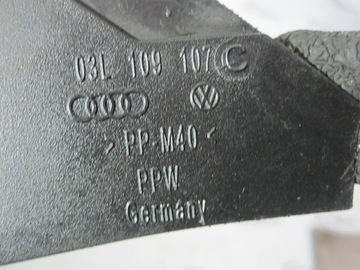 03L 109 107 C
> PP-M40 <
PPW
Germany